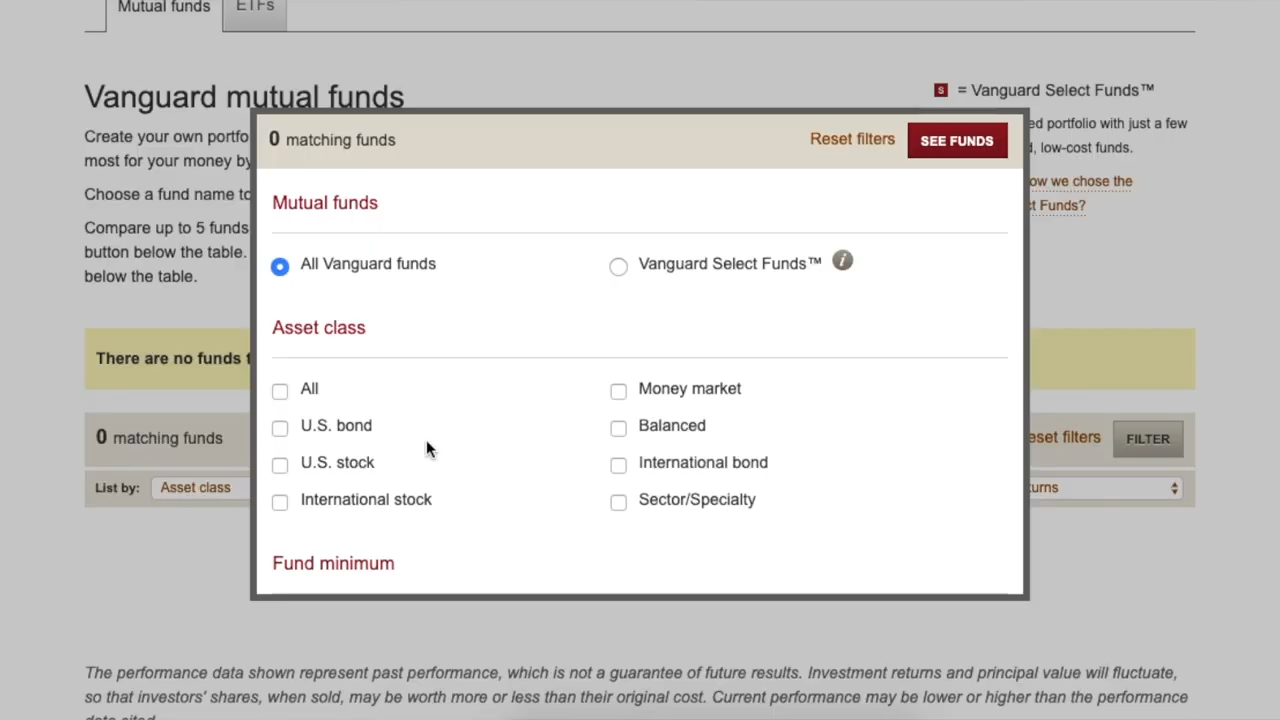 Mutual funds
ETFs
Vanguard mutual funds
S = Vanguard Select Funds™
Create your own portfo
most for your money by
Choose a fund name to
Compare up to 5 funds
button below the table.
below the table.
ed portfolio with just a few
, low-cost funds.
ow we chose the
ct Funds?
0 matching funds
Reset filters
SEE FUNDS
Mutual funds
All Vanguard funds
Vanguard Select Funds™ i
Asset class
All
Money market
U.S. bond
Balanced
U.S. stock
International bond
International stock
Sector/Specialty
Fund minimum
There are no funds
0 matching funds
eset filters
FILTER
List by: Asset class
urns
The performance data shown represent past performance, which is not a guarantee of future results. Investment returns and principal value will fluctuate,
so that investors' shares, when sold, may be worth more or less than their original cost. Current performance may be lower or higher than the performance
data cited.